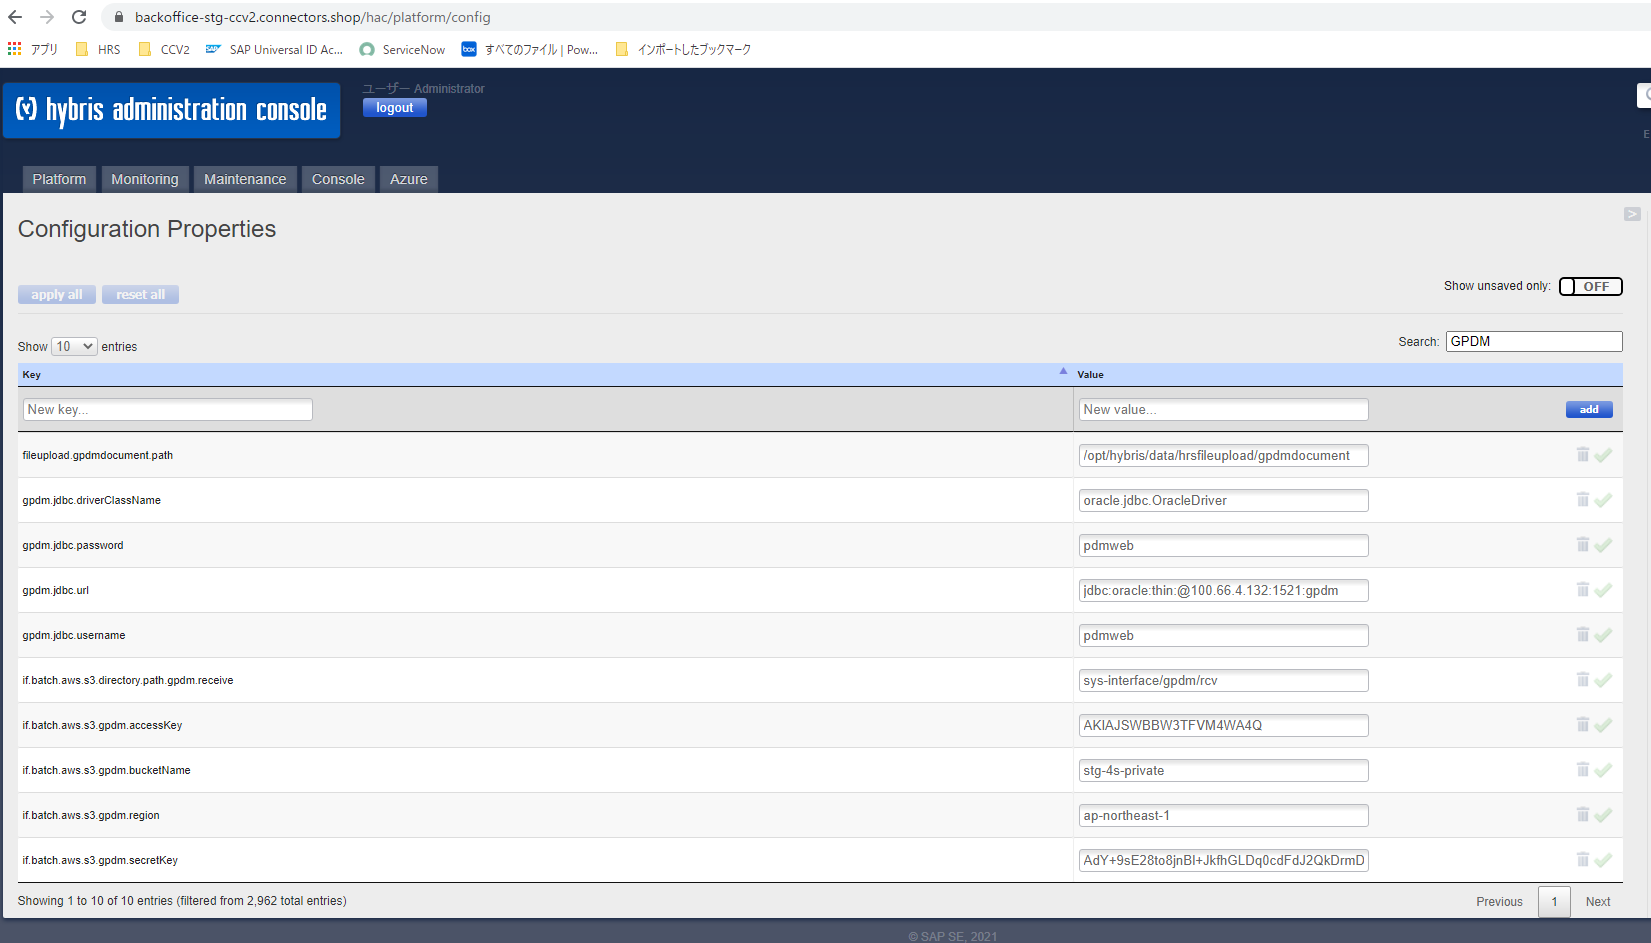 backoffice-stg-ccv2.connectors.shop/hac/platform/config
アプリ HRS CCV2 SAP SAP Universal ID Ac... ServiceNow box すべてのファイル | Pow... インポートしたブックマーク
ユーザー Administrator
hybris administration console
logout
Platform Monitoring Maintenance Console Azure
Configuration Properties
>
apply all reset all
Show unsaved only: OFF
Show 10 entries
Search: GPDM
Key Value
New key... New value... add
fileupload.gpdmdocument.path /opt/hybris/data/hrsfileupload/gpdmdocument
gpdm.jdbc.driverClassName oracle.jdbc.OracleDriver
gpdm.jdbc.password pdmweb
gpdm.jdbc.url jdbc:oracle:thin:@100.66.4.132:1521:gpdm
gpdm.jdbc.username pdmweb
if.batch.aws.s3.directory.path.gpdm.receive sys-interface/gpdm/rcv
if.batch.aws.s3.gpdm.accessKey AKIAJSWBBW3TFVM4WA4Q
if.batch.aws.s3.gpdm.bucketName stg-4s-private
if.batch.aws.s3.gpdm.region ap-northeast-1
if.batch.aws.s3.gpdm.secretKey AdY+9sE28to8jnBl+JkfhGLDq0cdFdJ2QkDrmD
Showing 1 to 10 of 10 entries (filtered from 2,962 total entries)
Previous 1 Next
© SAP SE, 2021